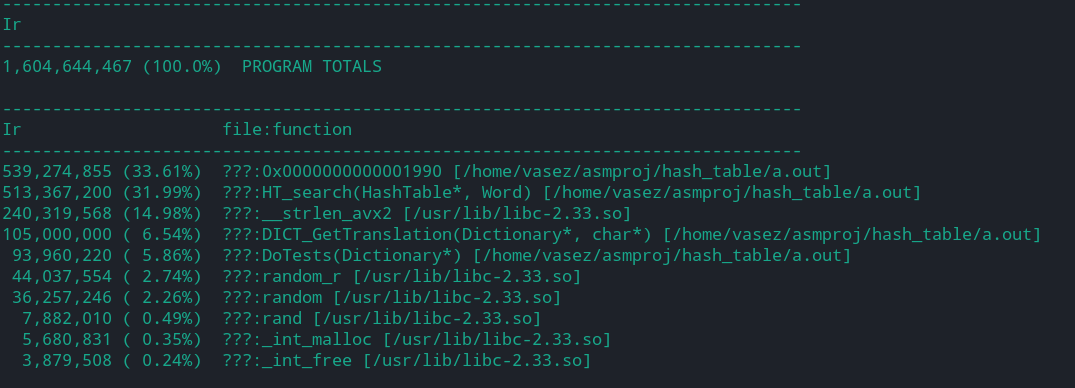 --------------------------------------------------------------------------------
Ir
--------------------------------------------------------------------------------
1,604,644,467 (100.0%)  PROGRAM TOTALS
--------------------------------------------------------------------------------
Ir                    file:function
--------------------------------------------------------------------------------
539,274,855 (33.61%)  ???:0x0000000000001990 [/home/vasez/asmproj/hash_table/a.out]
513,367,200 (31.99%)  ???:HT_search(HashTable*, Word) [/home/vasez/asmproj/hash_table/a.out]
240,319,568 (14.98%)  ???:__strlen_avx2 [/usr/lib/libc-2.33.so]
105,000,000 ( 6.54%)  ???:DICT_GetTranslation(Dictionary*, char*) [/home/vasez/asmproj/hash_table/a.out]
 93,960,220 ( 5.86%)  ???:DoTests(Dictionary*) [/home/vasez/asmproj/hash_table/a.out]
 44,037,554 ( 2.74%)  ???:random_r [/usr/lib/libc-2.33.so]
 36,257,246 ( 2.26%)  ???:random [/usr/lib/libc-2.33.so]
  7,882,010 ( 0.49%)  ???:rand [/usr/lib/libc-2.33.so]
  5,680,831 ( 0.35%)  ???:_int_malloc [/usr/lib/libc-2.33.so]
  3,879,508 ( 0.24%)  ???:_int_free [/usr/lib/libc-2.33.so]